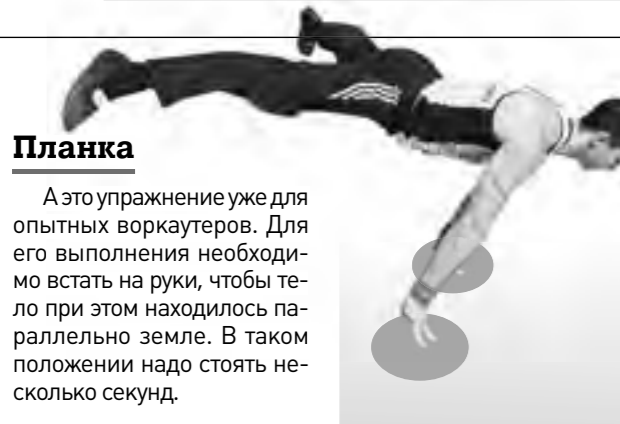 Планка
А это упражнение уже для
опытных воркаутеров. Для
его выполнения необходи-
мо встать на руки, чтобы те-
ло при этом находилось па-
раллельно земле. В таком
положении надо стоять не-
сколько секунд.